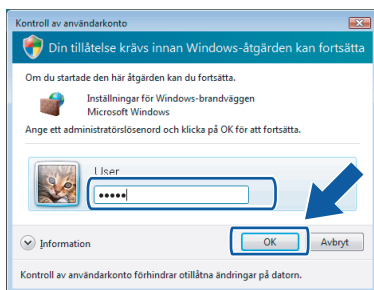 Kontroll av användarkonto
Din tillåtelse krävs innan Windows-åtgärden kan fortsätta
Om du startade den här åtgärden kan du fortsätta.
Inställningar för Windows-brandväggen
Microsoft Windows
Ange ett administratörslösenord och klicka på OK för att fortsätta.
User
•••••
Information
OK
Avbryt
Kontroll av användarkonto förhindrar otillåtna ändringar på datorn.